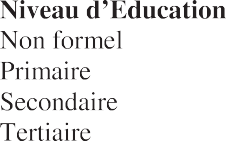 Niveau d’Education
Non formel
Primaire
Secondaire
Tertiaire